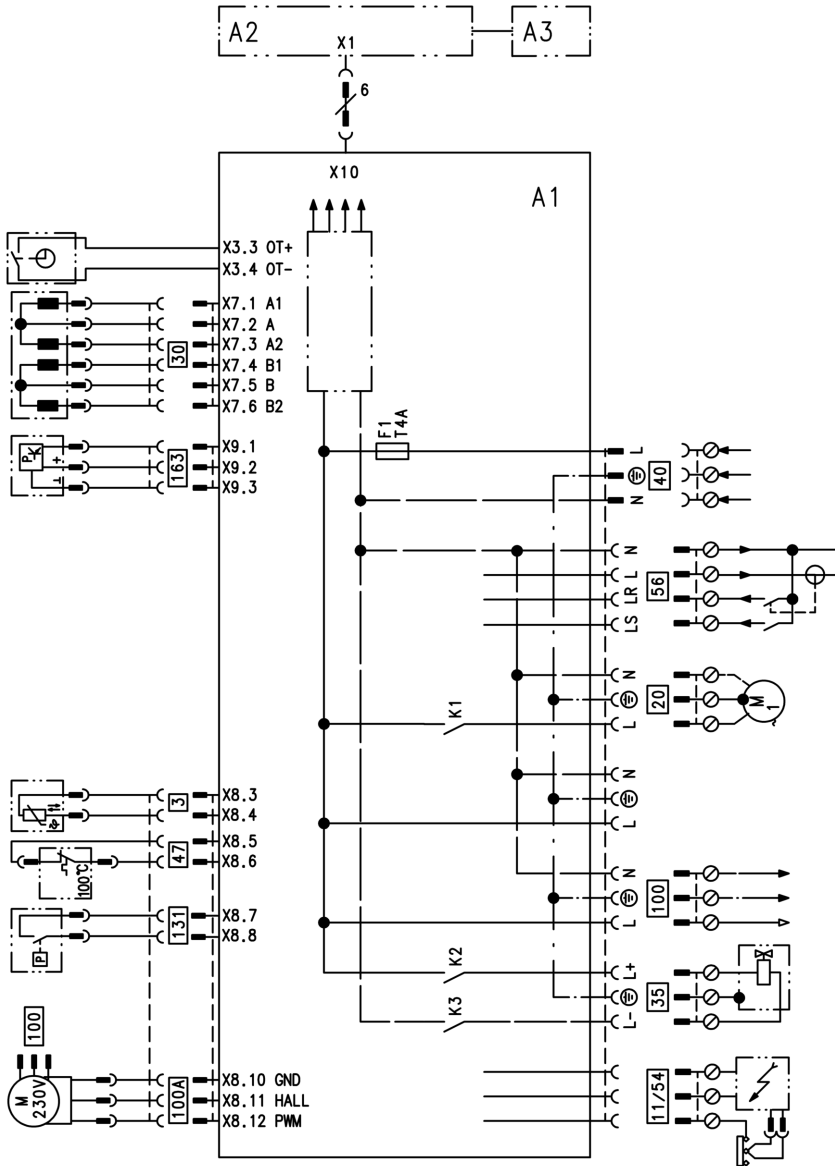 A2
X1
A3
6
X10
A1
X3.3 OT+
X3.4 OT-
X7.1 A1
X7.2 A
X7.3 A2
X7.4 B1
X7.5 B
X7.6 B2
30
F1
T4A
P
+
⊥
X9.1
X9.2
X9.3
163
L
N
40
N
L
LR
LS
56
K1
N
L
20
M
1
~
N
L
ϑ
X8.3
X8.4
3
X8.5
X8.6
47
100°C
N
L
100
P
X8.7
X8.8
131
K2
K3
L+
L-
35
100
M
230V
X8.10 GND
X8.11 HALL
X8.12 PWM
100A
11/54